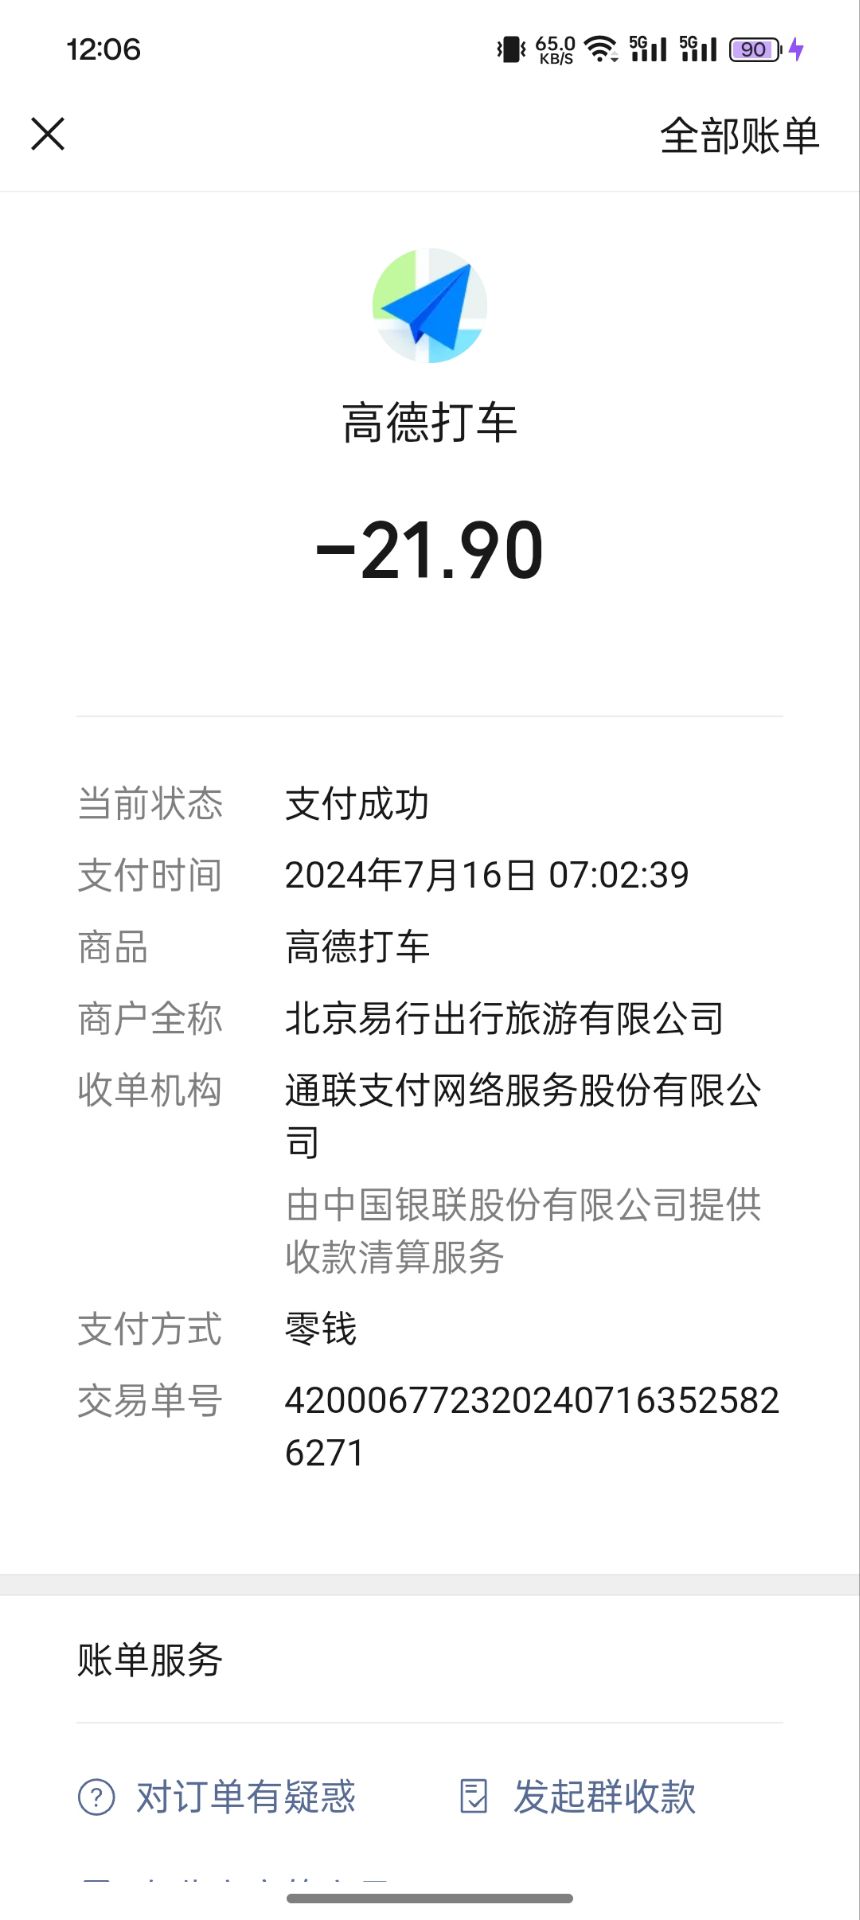 12:06
65.0 KB/S 5G 5G 90
全部账单
高德打车
-21.90
当前状态 支付成功
支付时间 2024年7月16日 07:02:39
商品 高德打车
商户全称 北京易行出行旅游有限公司
收单机构 通联支付网络服务股份有限公
司
由中国银联股份有限公司提供
收款清算服务
支付方式 零钱
交易单号 420006772320240716352582
6271
账单服务
对订单有疑惑 发起群收款